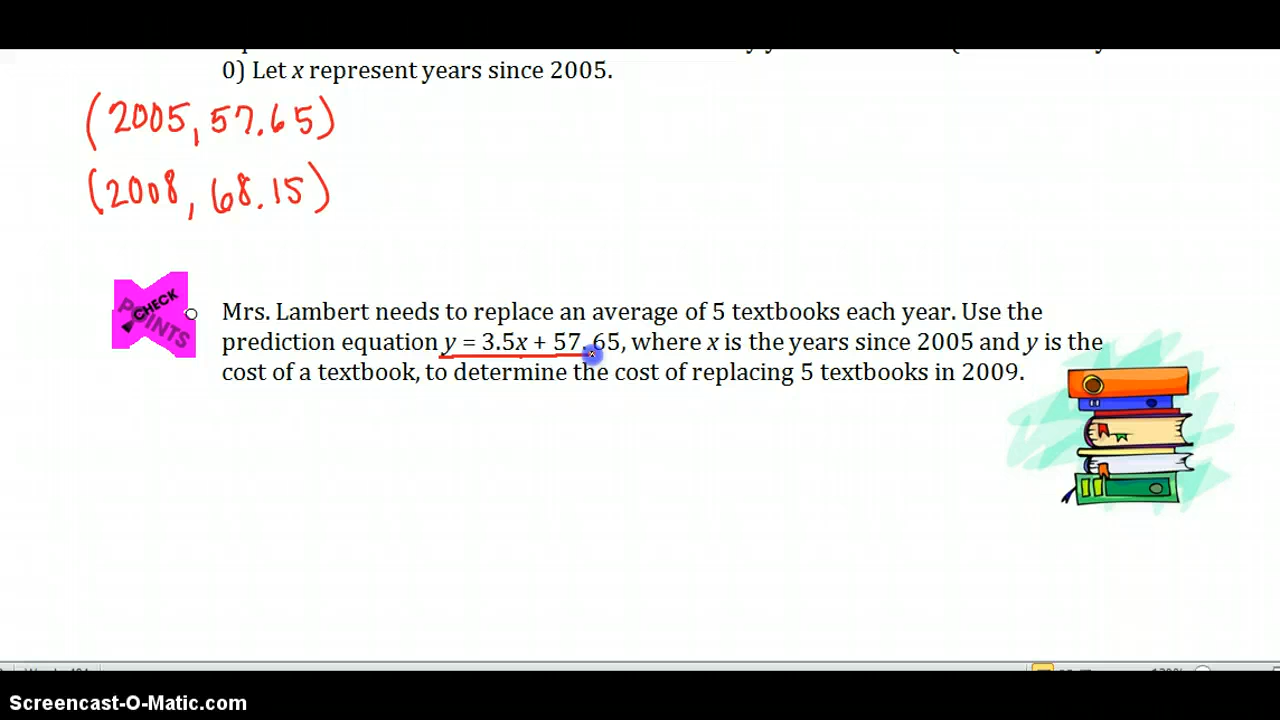 0) Let x represent years since 2005.
(2005, 57.65)
(2008, 68.15)
CHECK
POINTS
Mrs. Lambert needs to replace an average of 5 textbooks each year. Use the
prediction equation y = 3.5x + 57.65, where x is the years since 2005 and y is the
cost of a textbook, to determine the cost of replacing 5 textbooks in 2009.
Screencast-O-Matic.com